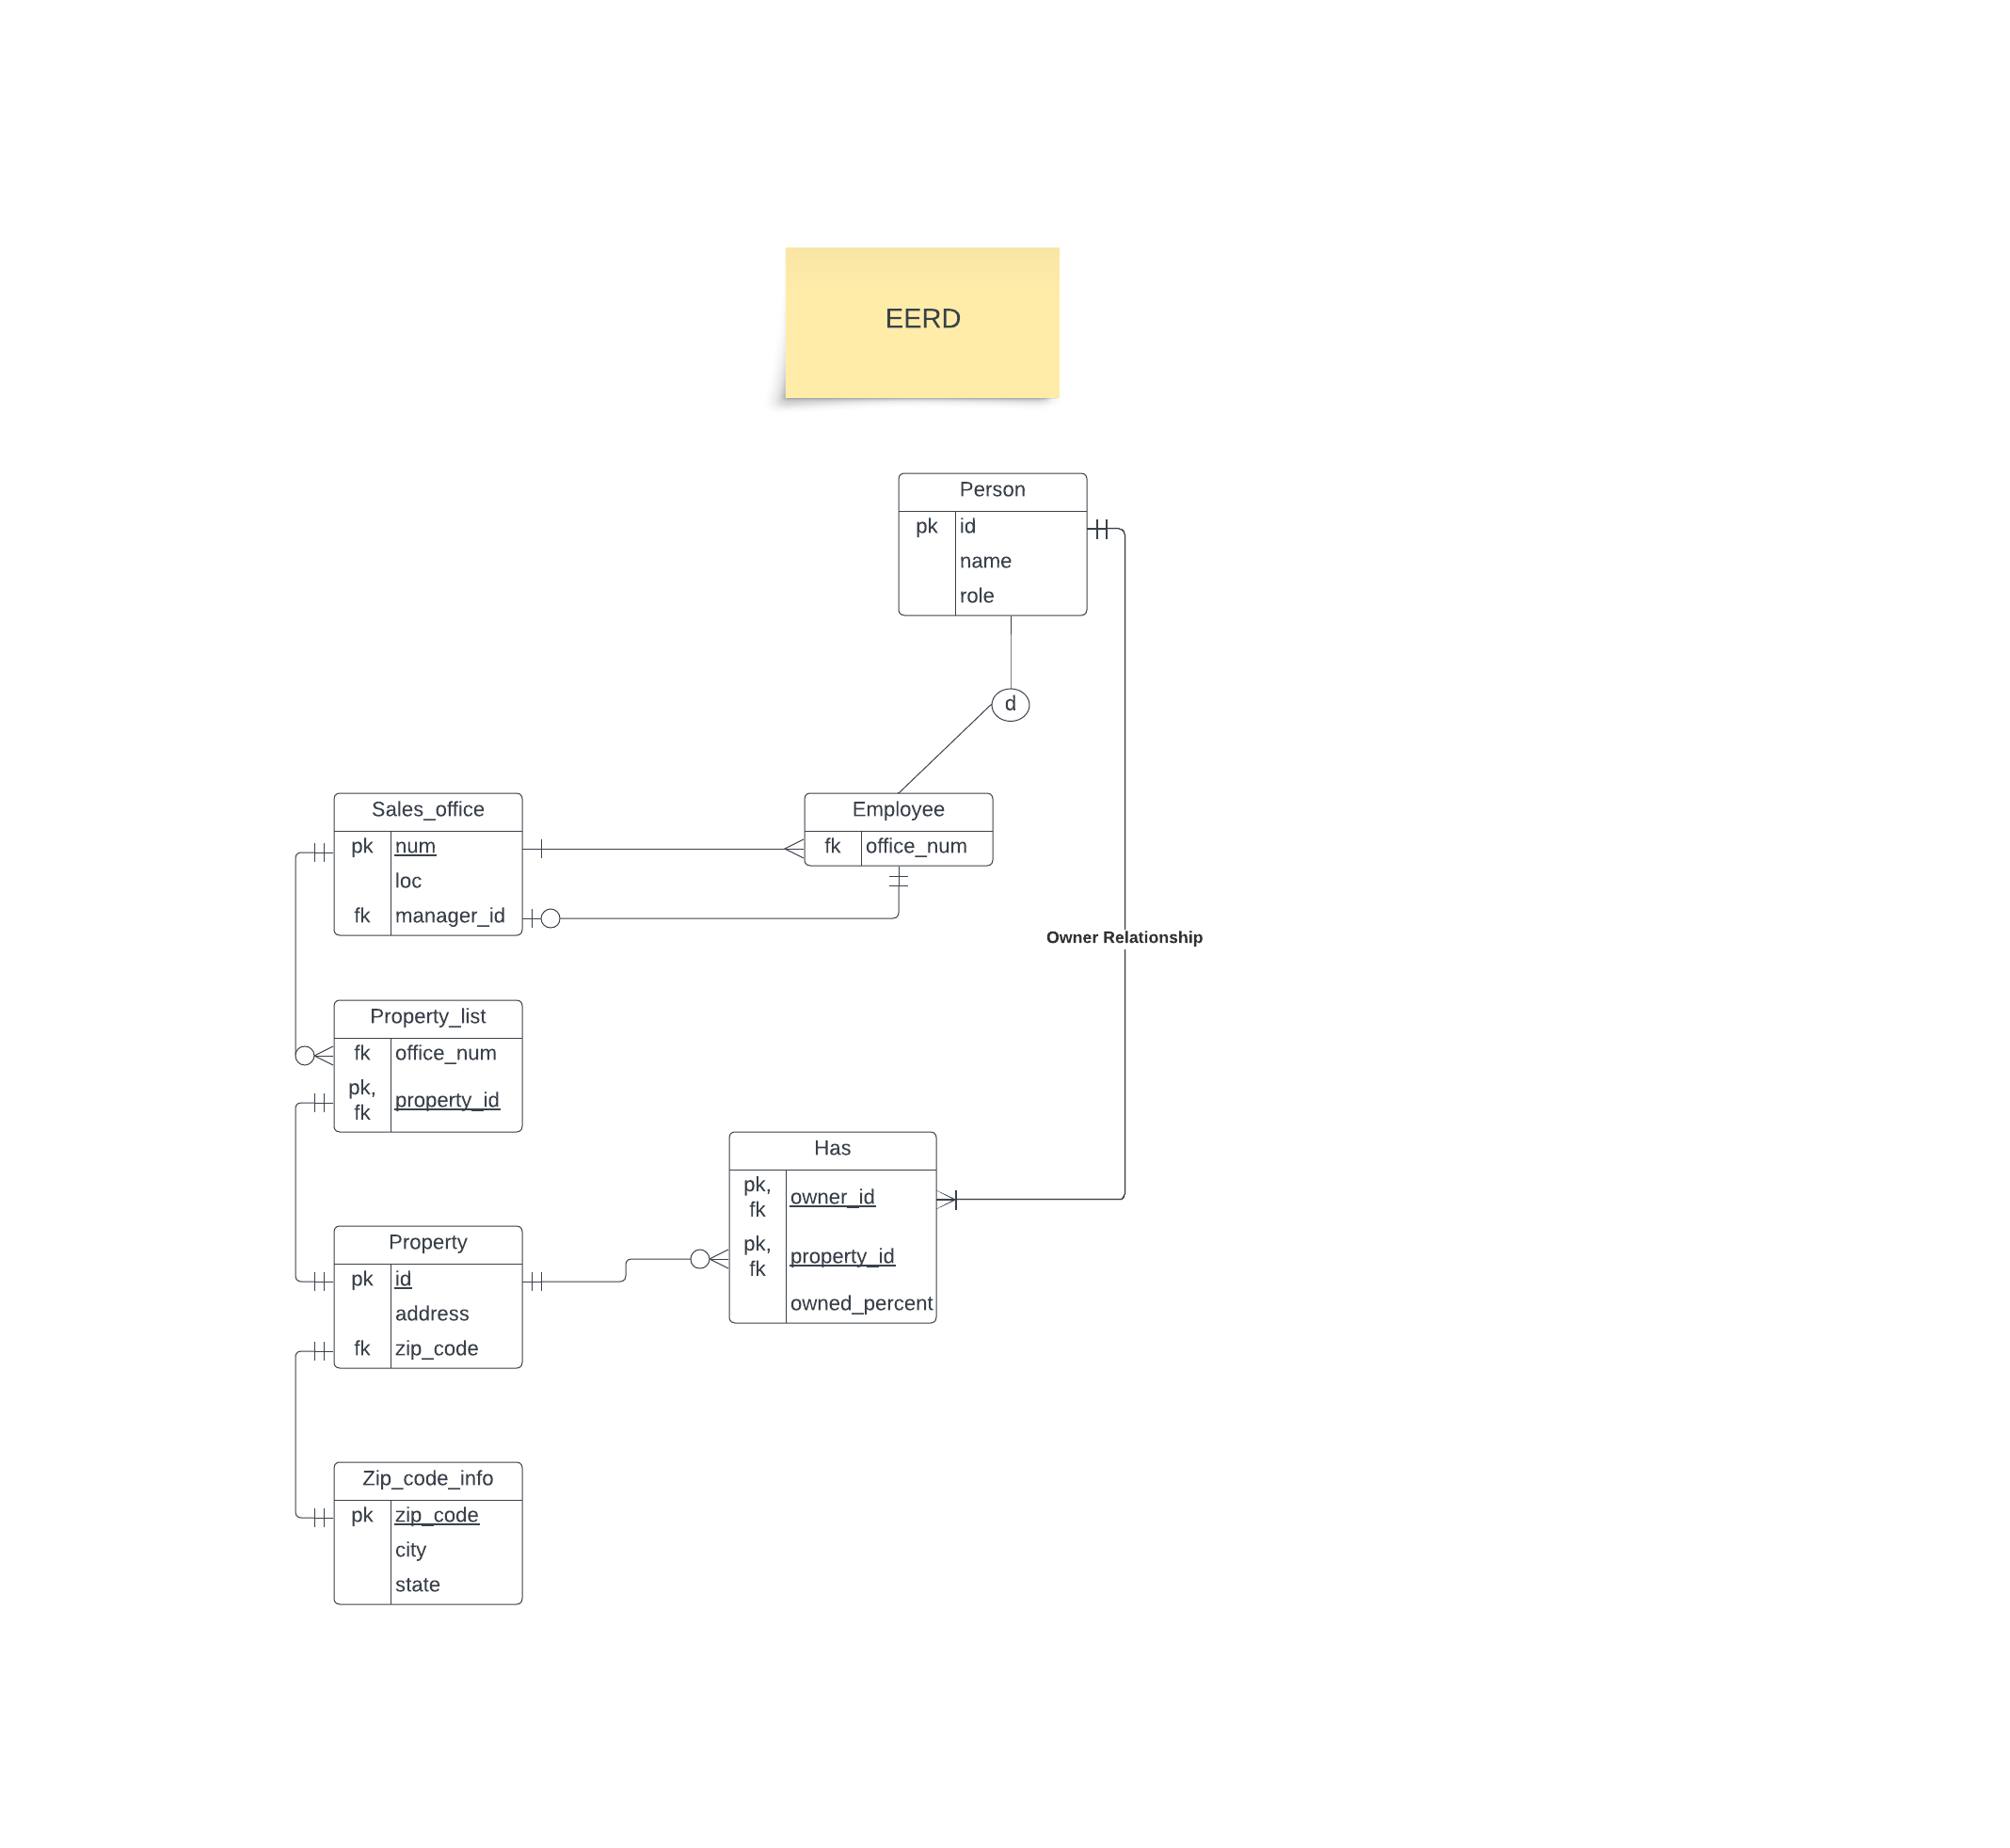 EERD
Person
pk id
name
role
d
Sales_office
pk num
loc
fk manager_id
Employee
fk office_num
Owner Relationship
Property_list
fk office_num
pk,
fk
property_id
Has
pk,
fk
owner_id
pk,
fk
property_id
owned_percent
Property
pk id
address
fk zip_code
Zip_code_info
pk zip_code
city
state